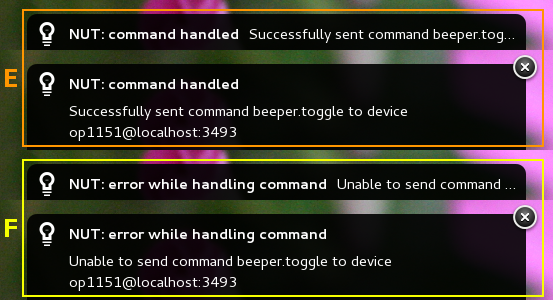 NUT: command handled Successfully sent command beeper.tog...
E
NUT: command handled
Successfully sent command beeper.toggle to device
op1151@localhost:3493
NUT: error while handling command Unable to send command ...
F
NUT: error while handling command
Unable to send command beeper.toggle to device
op1151@localhost:3493